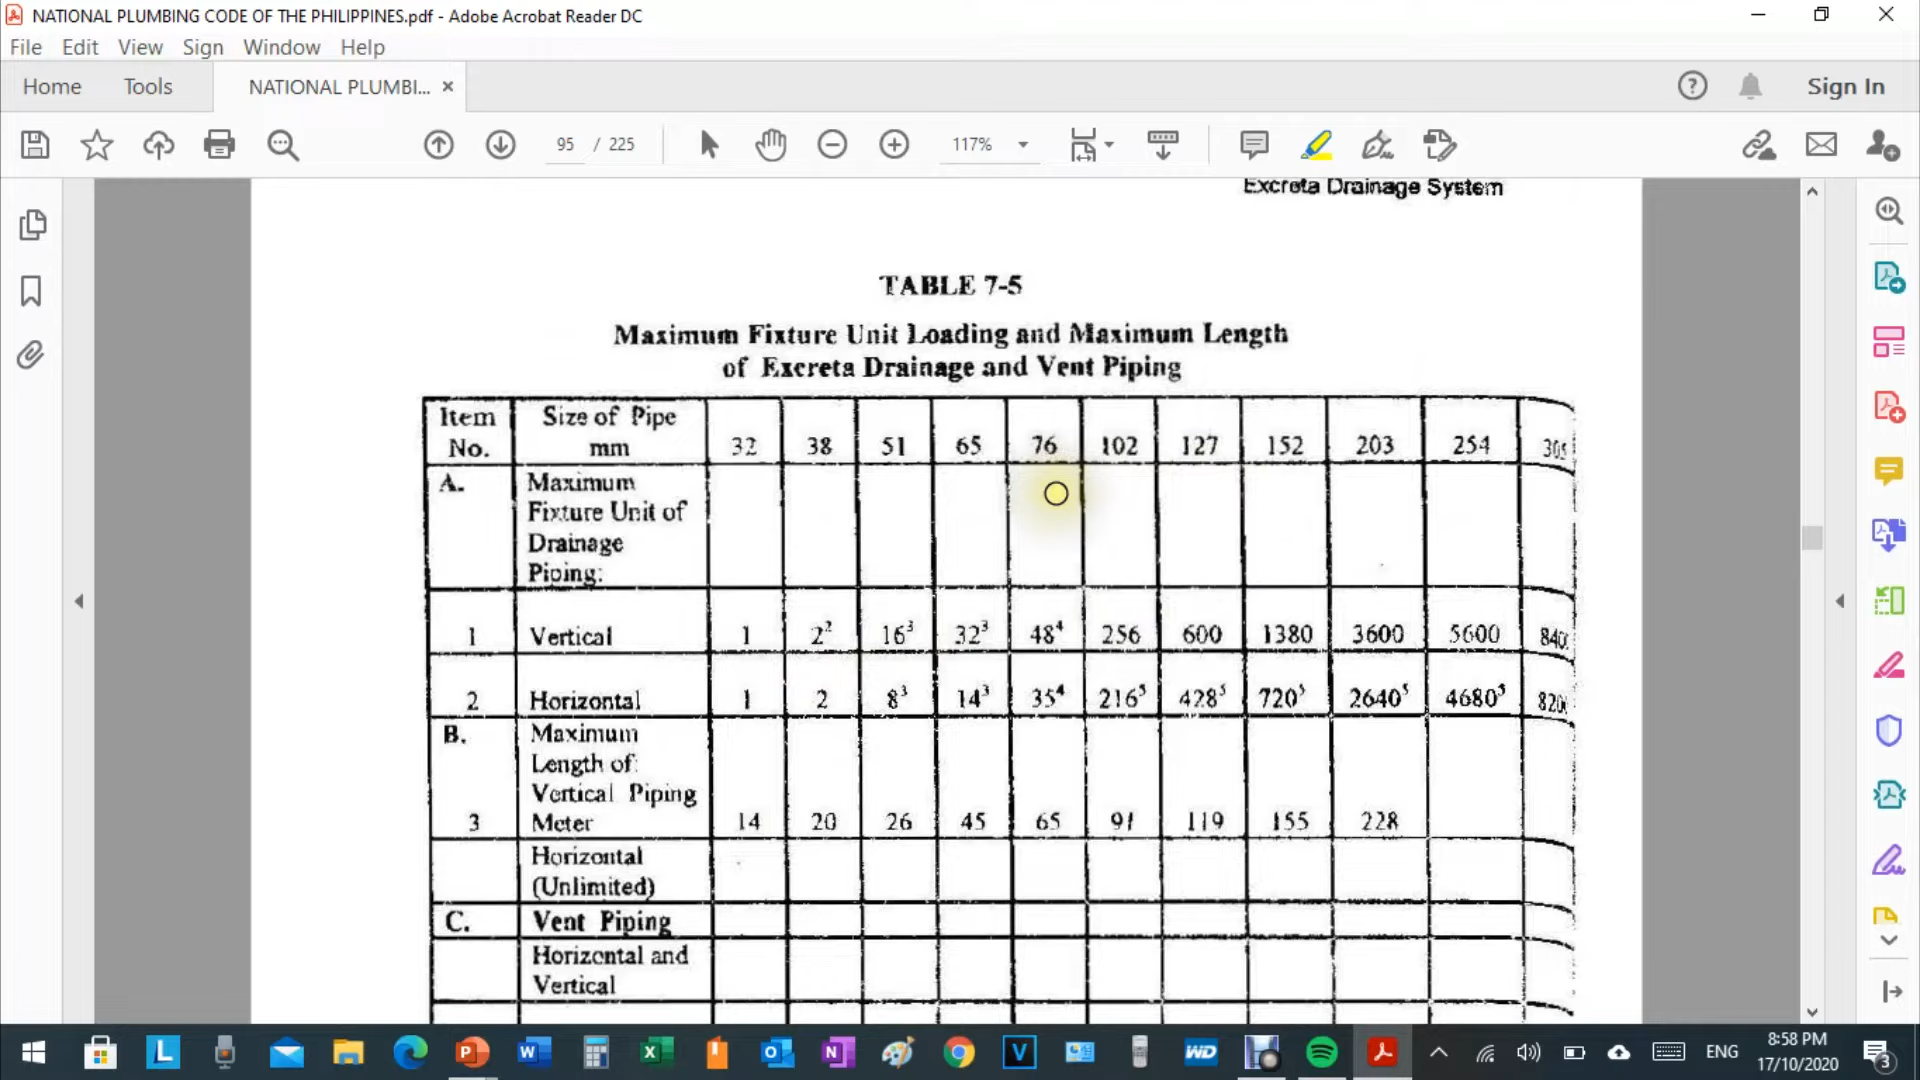 NATIONAL PLUMBING CODE OF THE PHILIPPINES.pdf - Adobe Acrobat Reader DC
File Edit View Sign Window Help
Home Tools NATIONAL PLUMBI... × Sign In
95 / 225 117%
Excreta Drainage System
TABLE 7-5
Maximum Fixture Unit Loading and Maximum Length
of Excreta Drainage and Vent Piping
Item Size of Pipe
No. mm 32 38 51 65 76 102 127 152 203 254 305
A. Maximum
Fixture Unit of
Drainage
Piping:
1 Vertical 1 2² 16³ 32³ 48⁴ 256 600 1380 3600 5600 840
2 Horizontal 1 2 8³ 14³ 35⁴ 216⁵ 428⁵ 720⁵ 2640⁵ 4680⁵ 820
B. Maximum
Length of:
Vertical Piping
3 Meter 14 20 26 45 65 91 119 155 228
Horizontal
(Unlimited)
C. Vent Piping
Horizontal and
Vertical
ENG 8:58 PM
17/10/2020 3